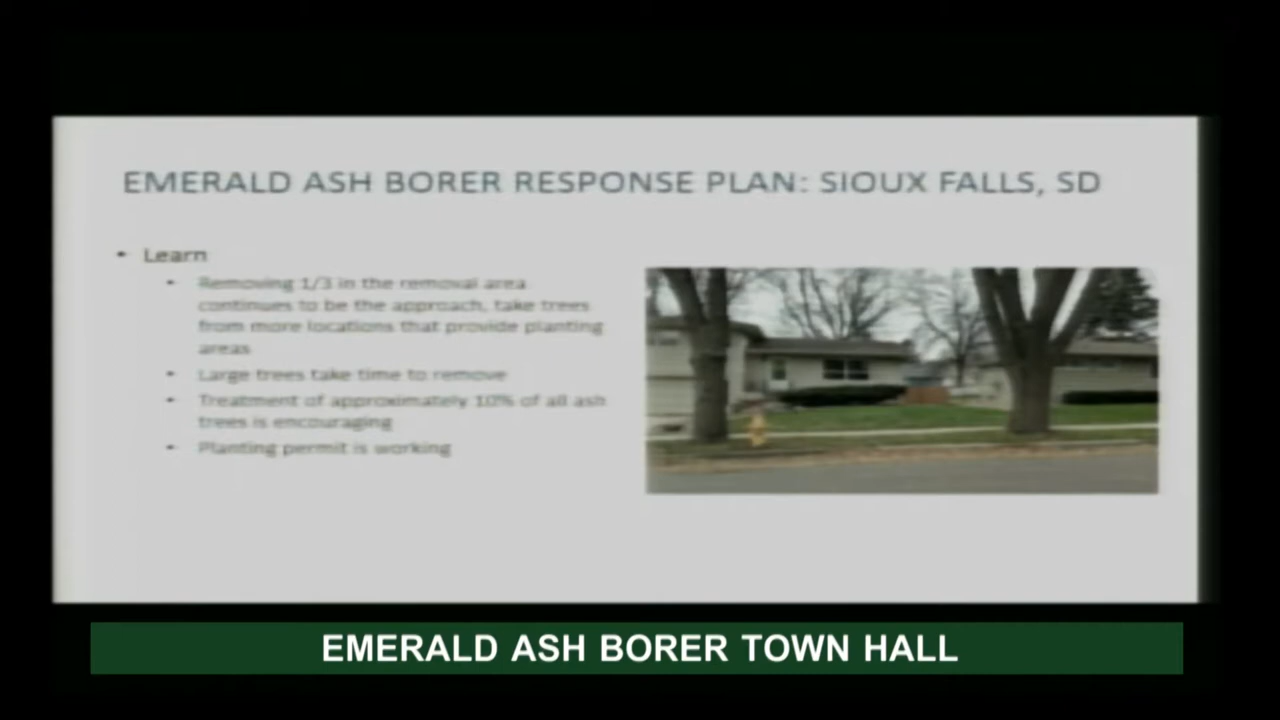 EMERALD ASH BORER RESPONSE PLAN: SIOUX FALLS, SD
• Learn
• Removing 1/3 in the removal area
continues to be the approach, take trees
from more locations that provide planting
areas
• Large trees take time to remove
• Treatment of approximately 10% of all ash
trees is encouraging
• Planting permit is working
EMERALD ASH BORER TOWN HALL